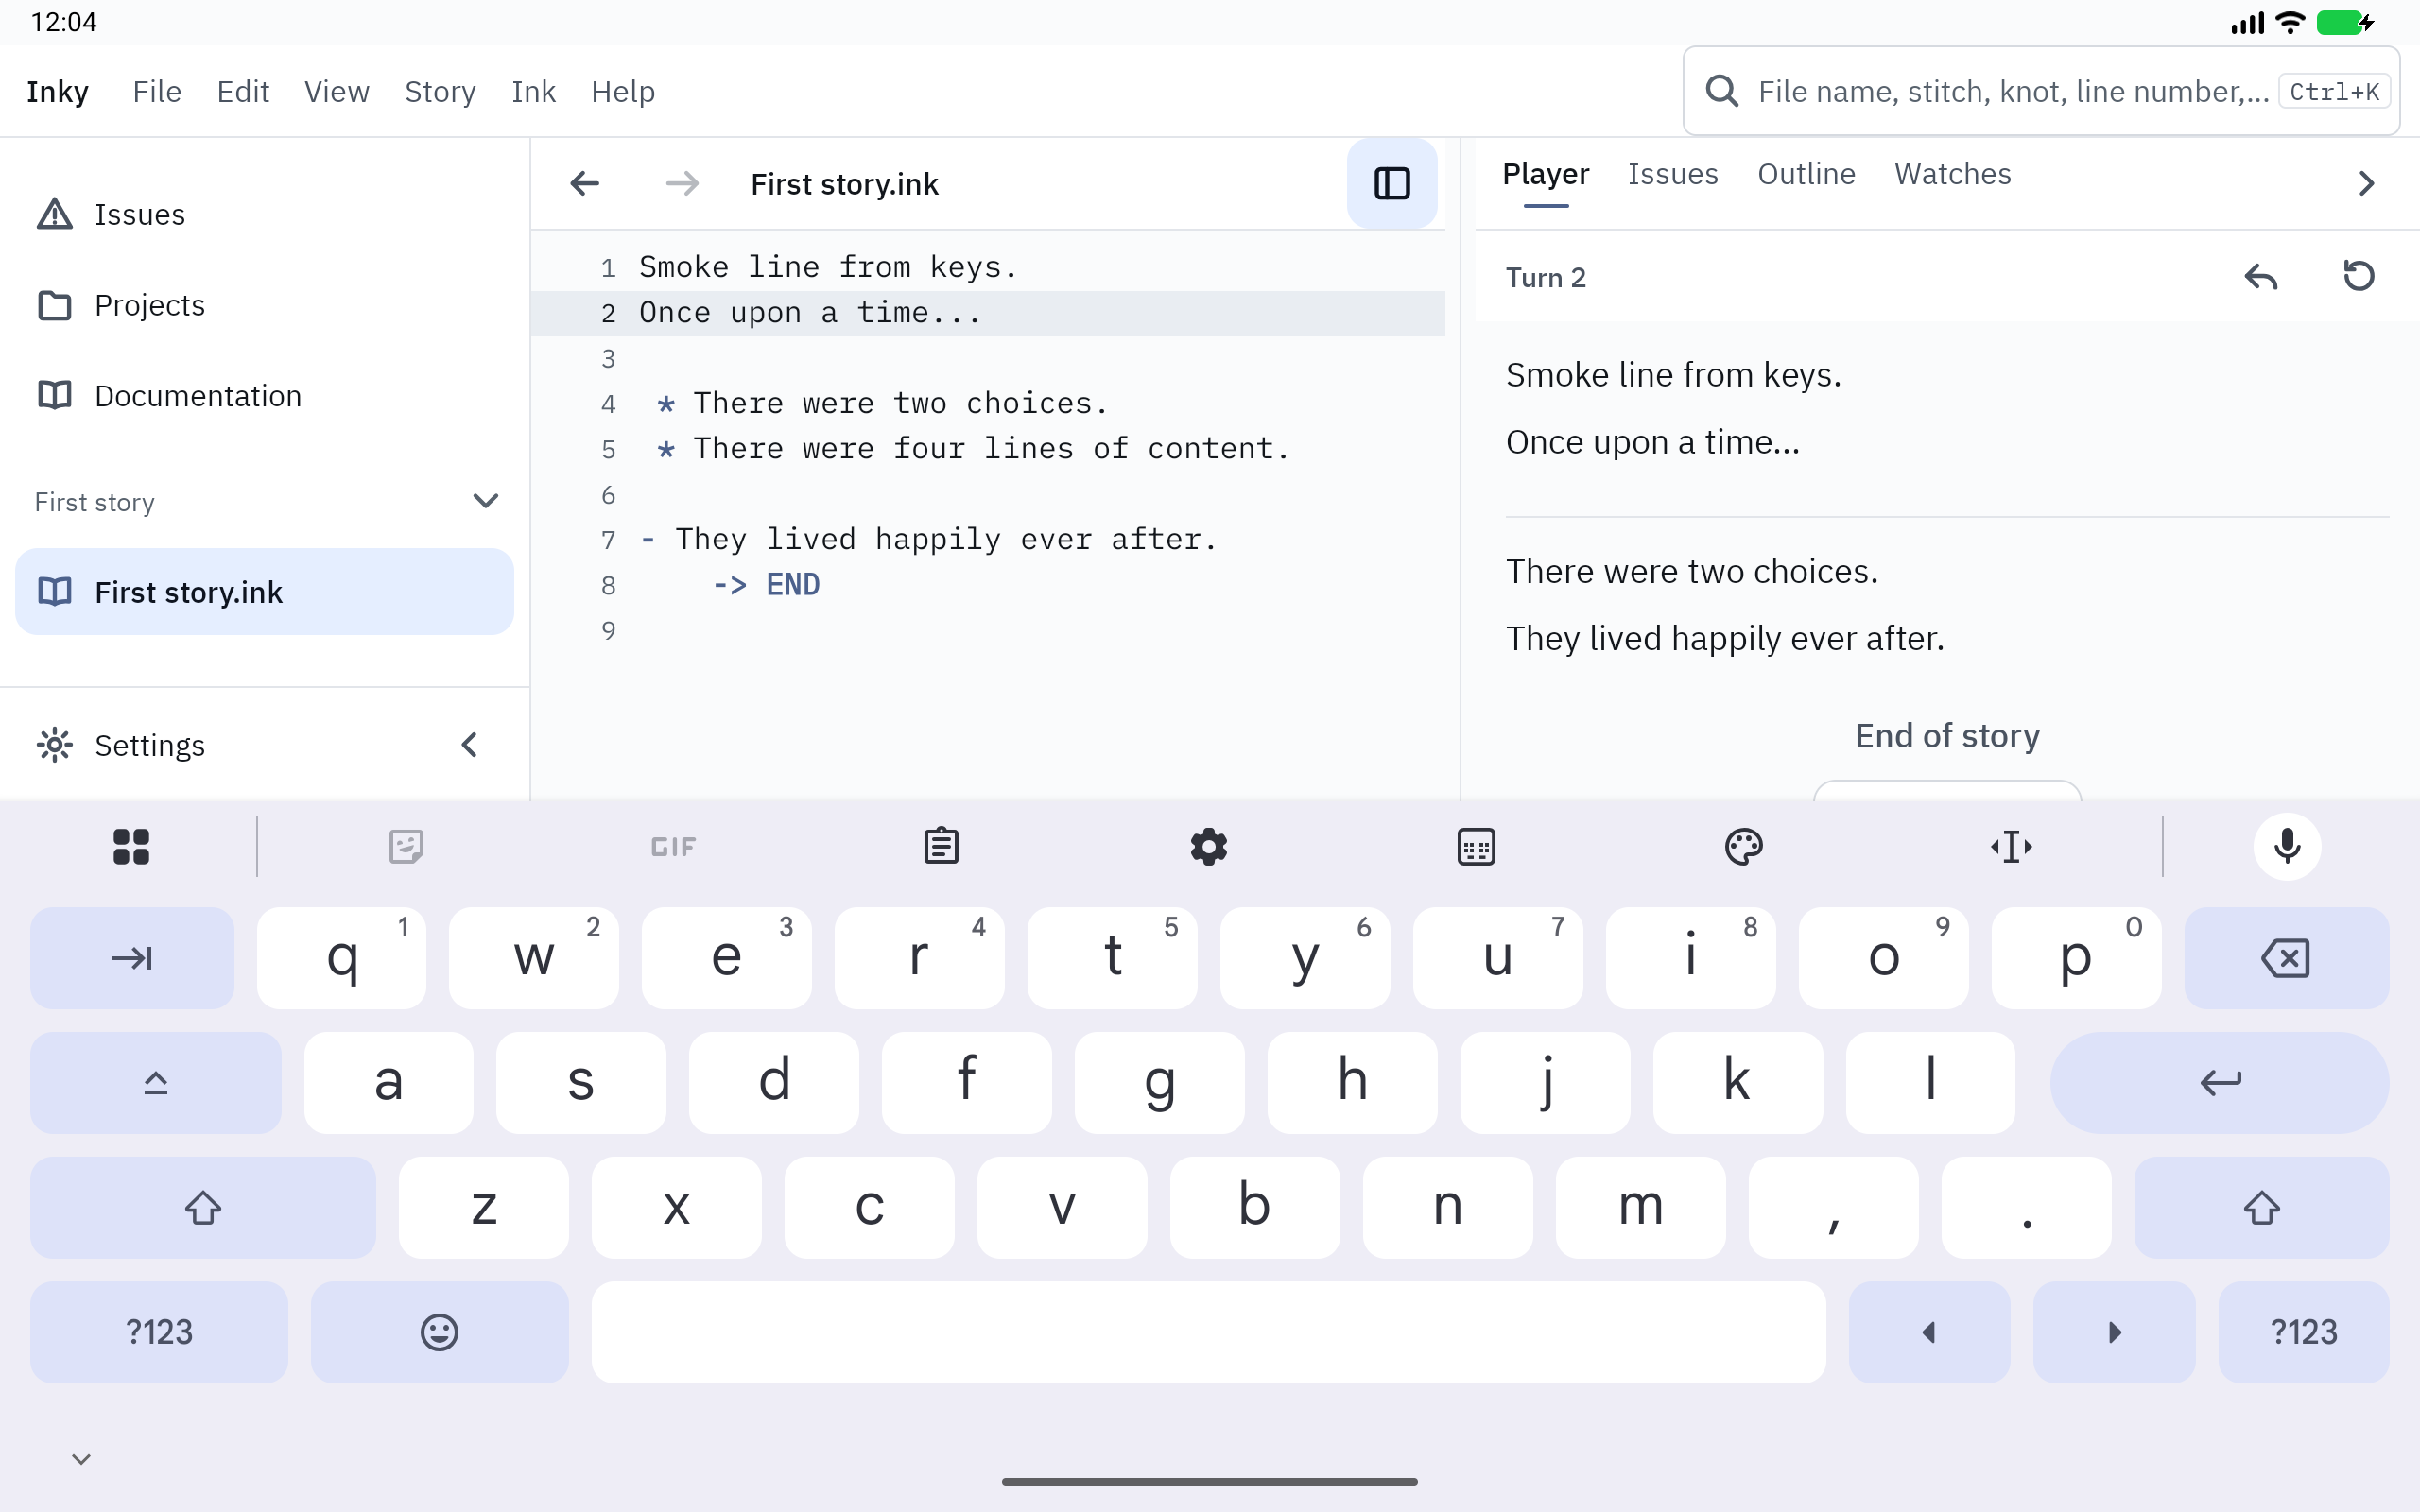 12:04
Inky File Edit View Story Ink Help
File name, stitch, knot, line number,... Ctrl+K
Issues
Projects
Documentation
First story
First story.ink
Settings
First story.ink
1 Smoke line from keys.
2 Once upon a time...
3
4 * There were two choices.
5 * There were four lines of content.
6
7 - They lived happily ever after.
8 -> END
9
Player Issues Outline Watches
Turn 2
Smoke line from keys.
Once upon a time...
There were two choices.
They lived happily ever after.
End of story
GIF
q 1 w 2 e 3 r 4 t 5 y 6 u 7 i 8 o 9 p 0
a s d f g h j k l
z x c v b n m , .
?123 ?123